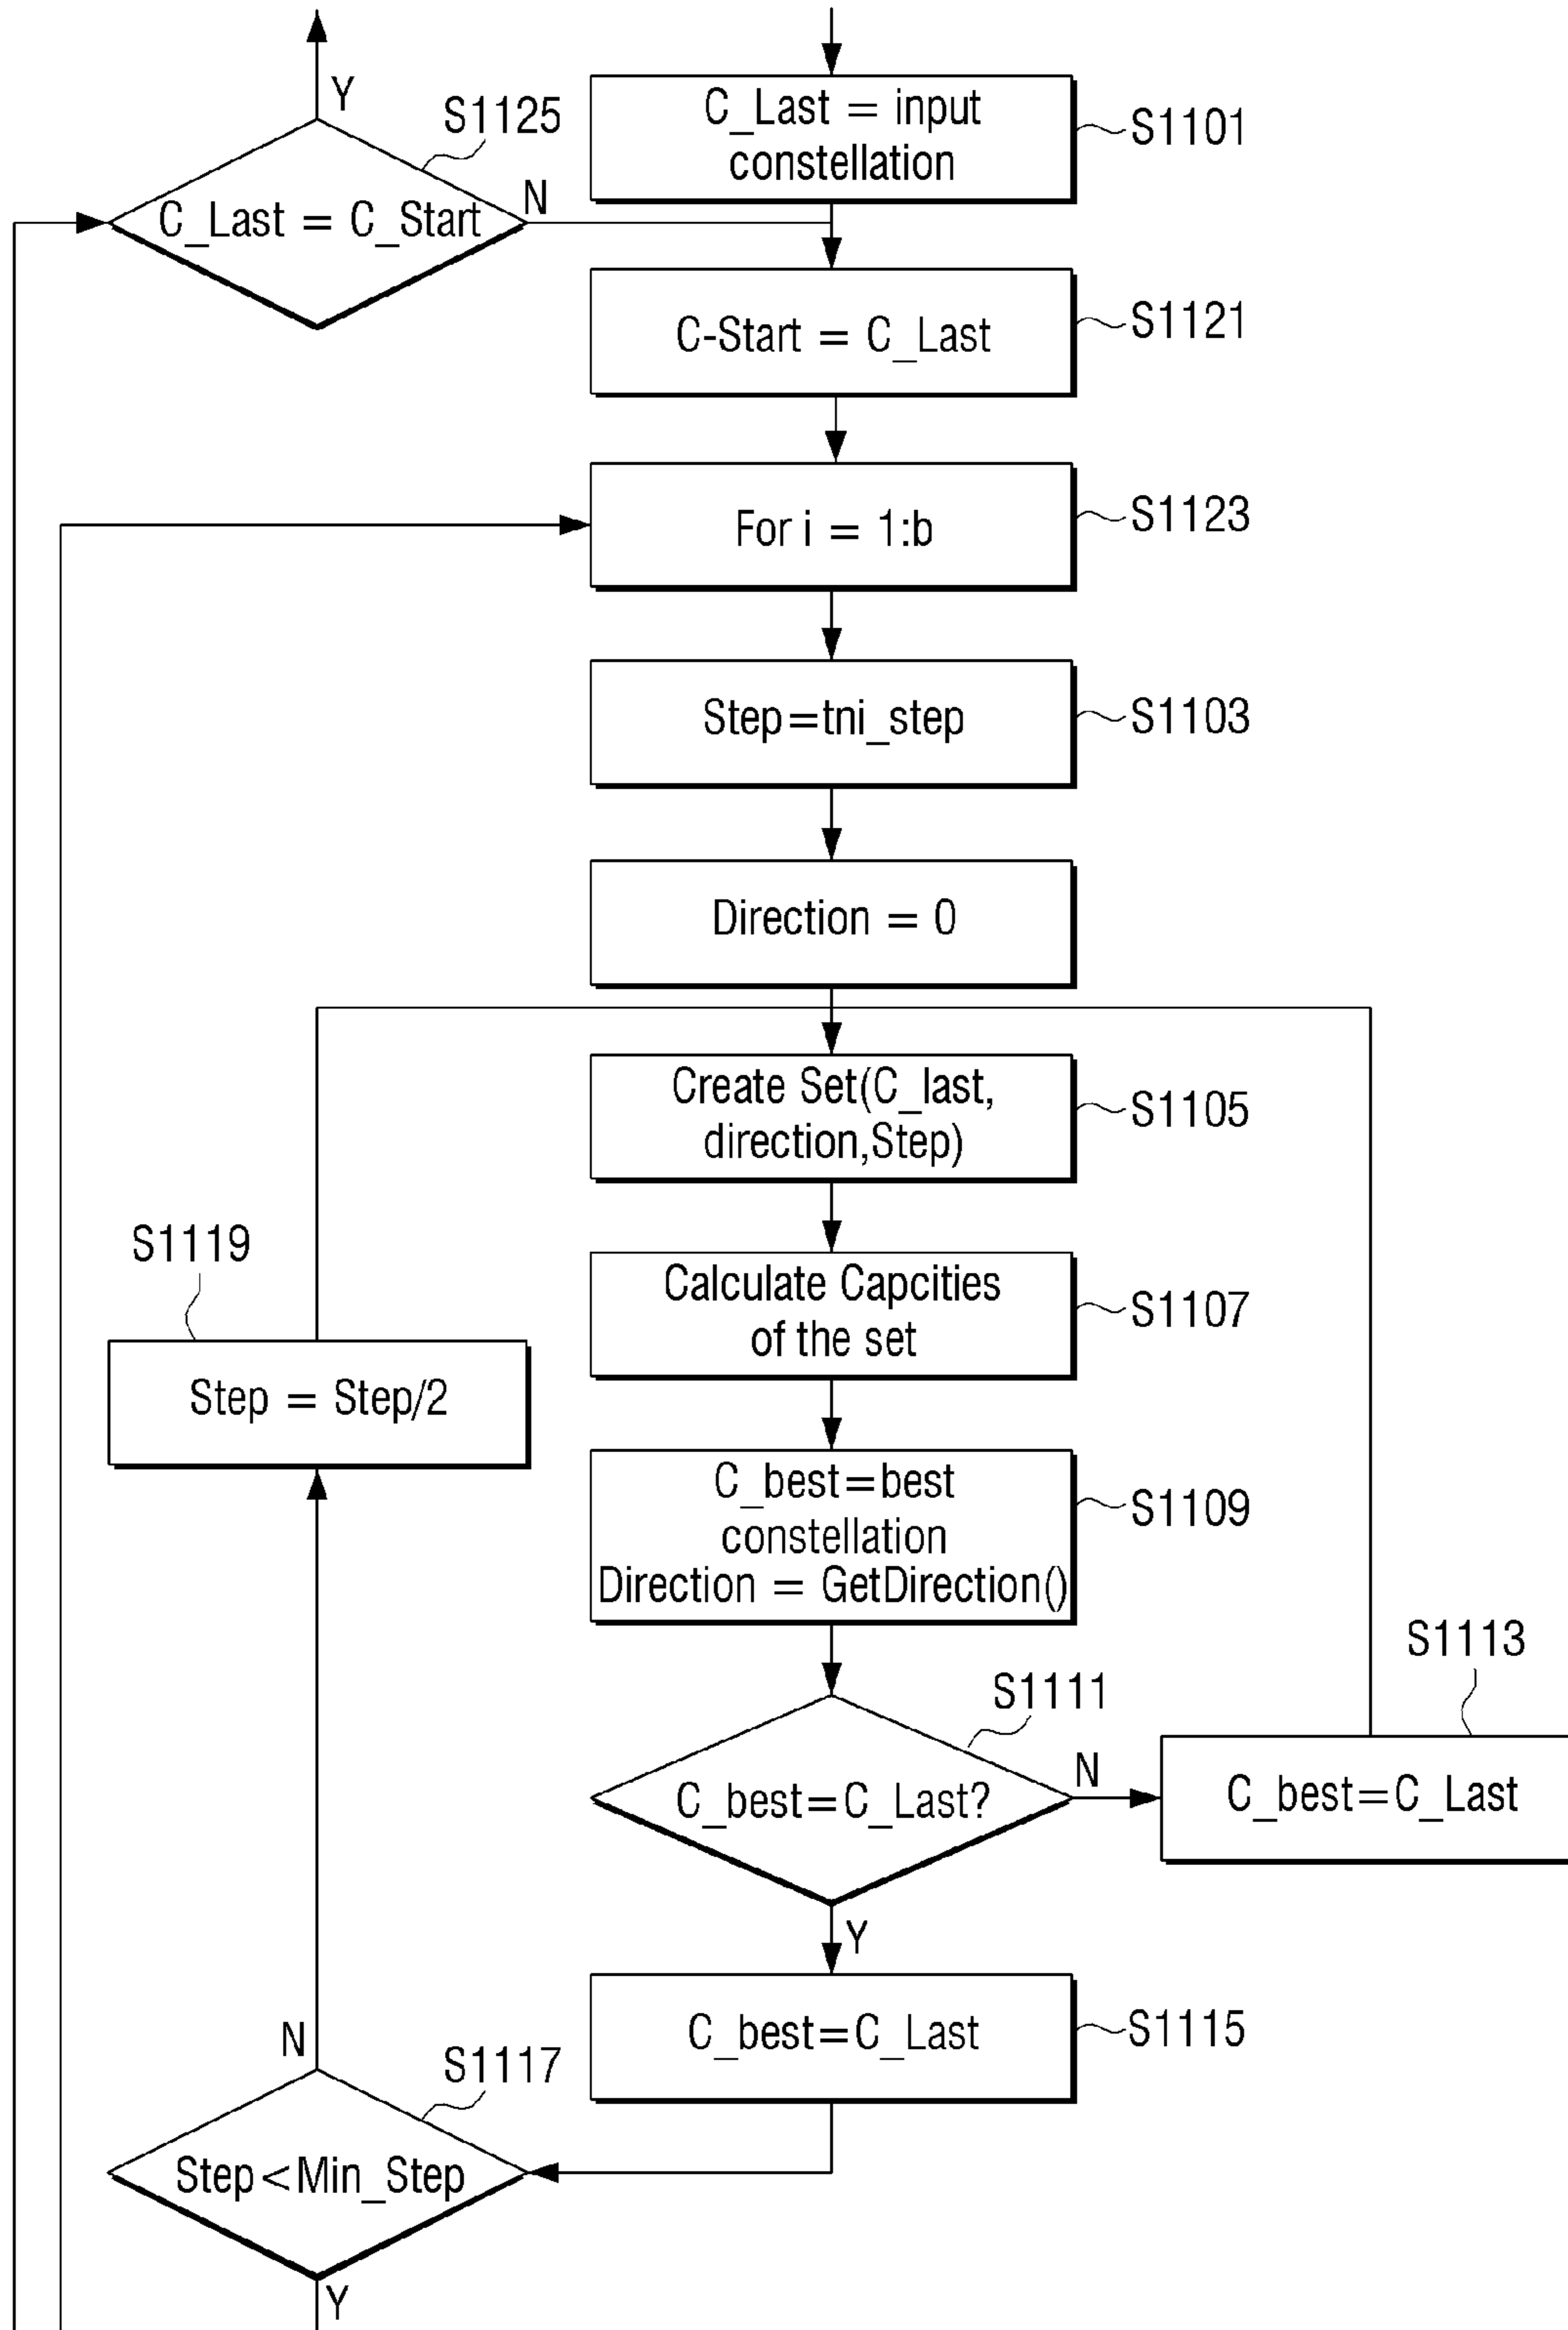 Y
S1125
C_Last = C_Start
N
C_Last = input
constellation
S1101
C-Start = C_Last
S1121
For i = 1:b
S1123
Step=tni_step
S1103
Direction = 0
Create Set(C_last,
direction,Step)
S1105
Calculate Capcities
of the set
S1107
S1119
Step = Step/2
C_best=best
constellation
Direction = GetDirection()
S1109
S1111
C_best=C_Last?
N
S1113
C_best=C_Last
Y
C_best=C_Last
S1115
N
S1117
Step<Min_Step
Y